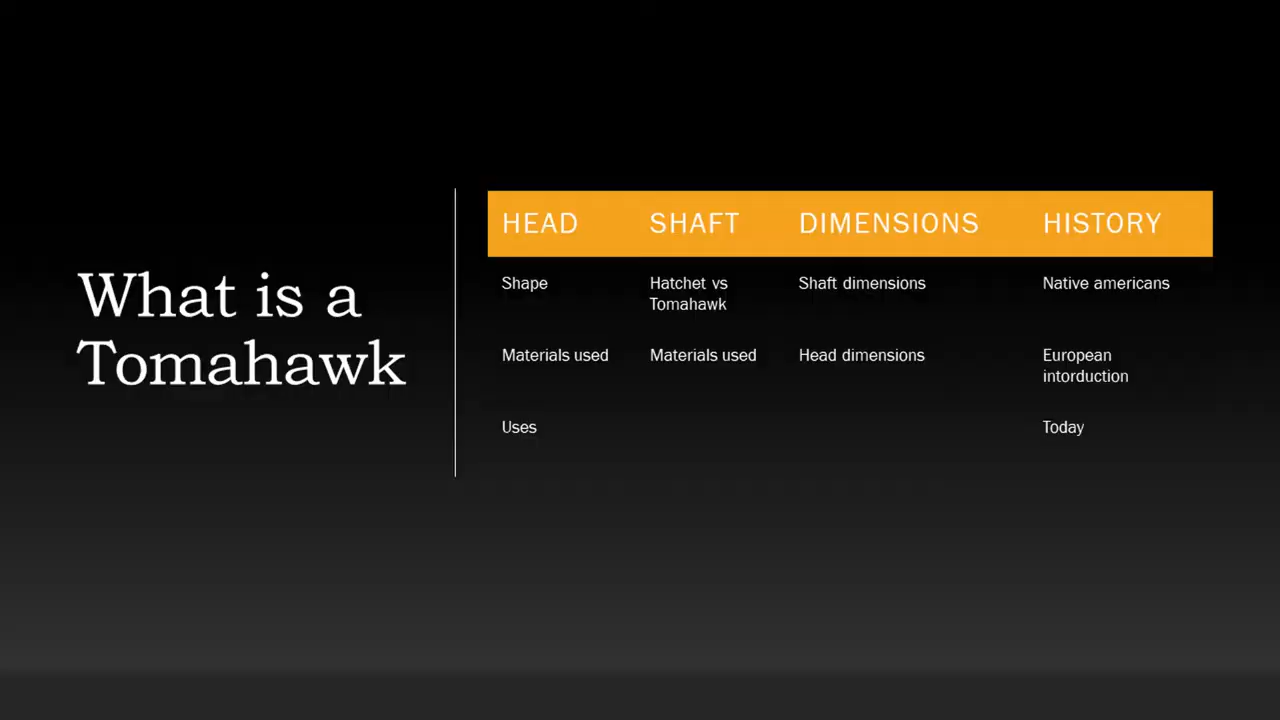 What is a
Tomahawk
HEAD SHAFT DIMENSIONS HISTORY
Shape Hatchet vs Tomahawk Shaft dimensions Native americans
Materials used Materials used Head dimensions European intorduction
Uses Today